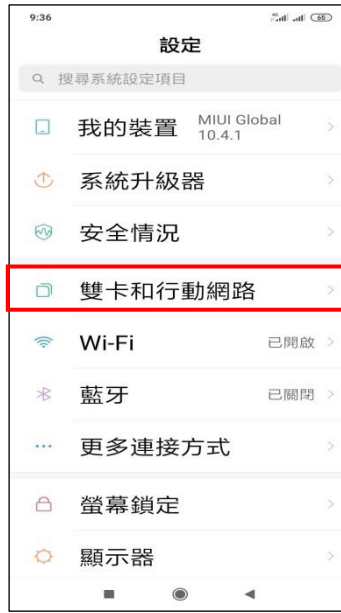 9:36
65
設定
搜尋系統設定項目
我的裝置 MIUI Global 10.4.1
系統升級器
安全情況
雙卡和行動網路
Wi-Fi 已開啟
藍牙 已關閉
更多連接方式
螢幕鎖定
顯示器